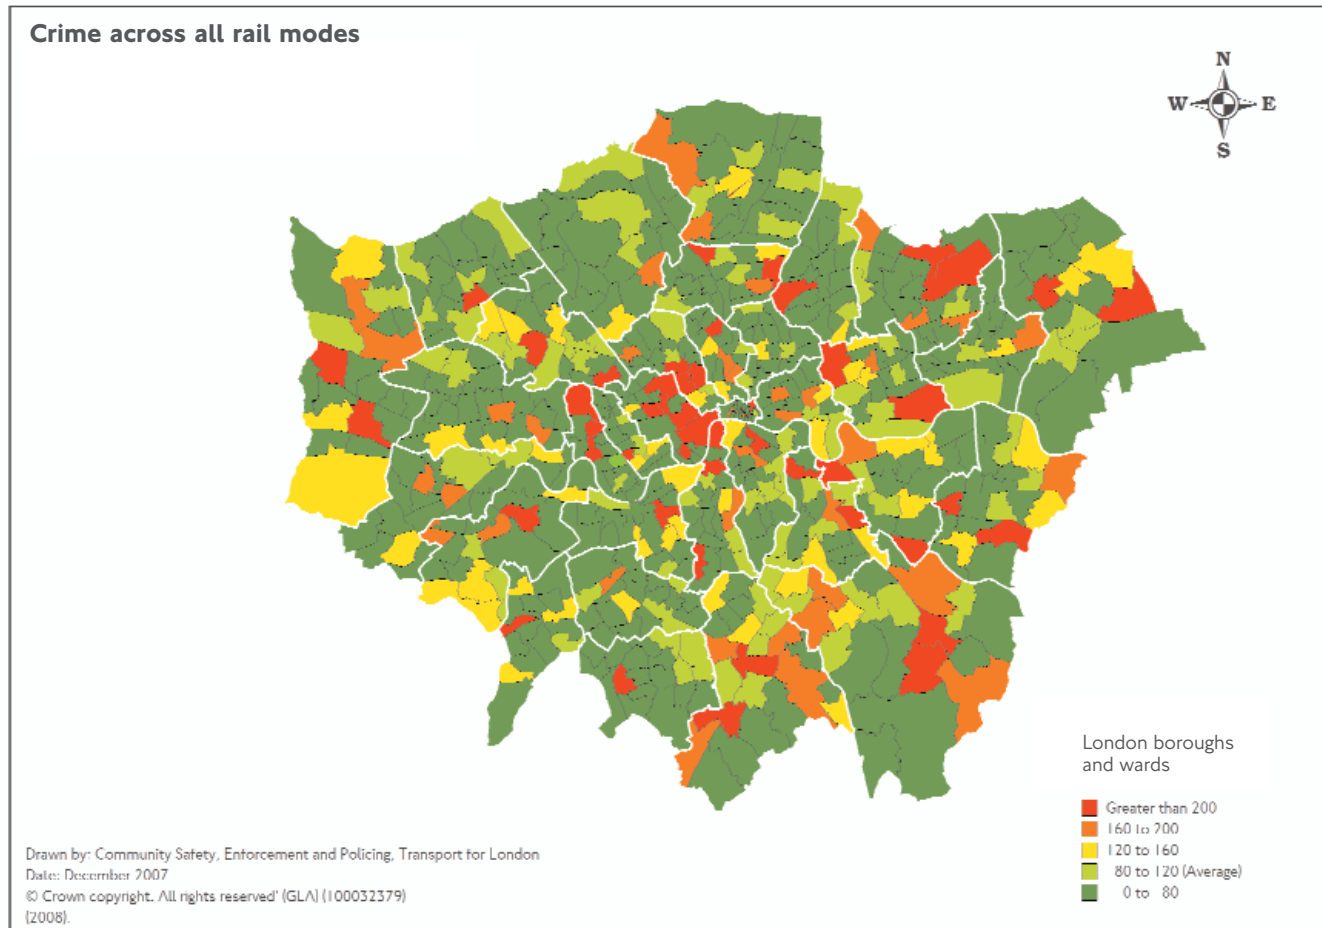 Crime across all rail modes
N
W E
S
London boroughs
and wards
Greater than 200
160 to 200
120 to 160
80 to 120 (Average)
0 to 80
Drawn by: Community Safety, Enforcement and Policing, Transport for London
Date: December 2007
© Crown copyright. All rights reserved' (GLA) (100032379)
(2008).